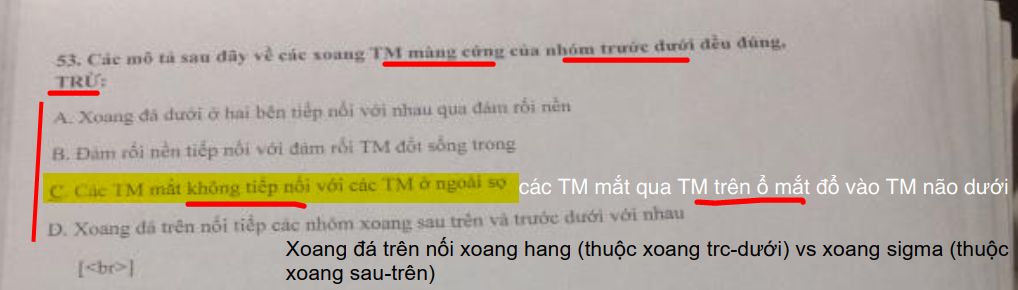 53. Các mô tả sau đây về các xoang TM màng cứng của nhóm trước dưới đều đúng,
TRỪ:
A. Xoang đá dưới ở hai bên tiếp nối với nhau qua đám rối nền
B. Đám rối nền tiếp nối với đám rối TM đốt sống trong
C. Các TM mắt không tiếp nối với các TM ở ngoài sọ các TM mắt qua TM trên ổ mắt đổ vào TM não dưới
D. Xoang đá trên nối tiếp các nhóm xoang sau trên và trước dưới với nhau
Xoang đá trên nối xoang hang (thuộc xoang trc-dưới) vs xoang sigma (thuộc
[<br>] xoang sau-trên)